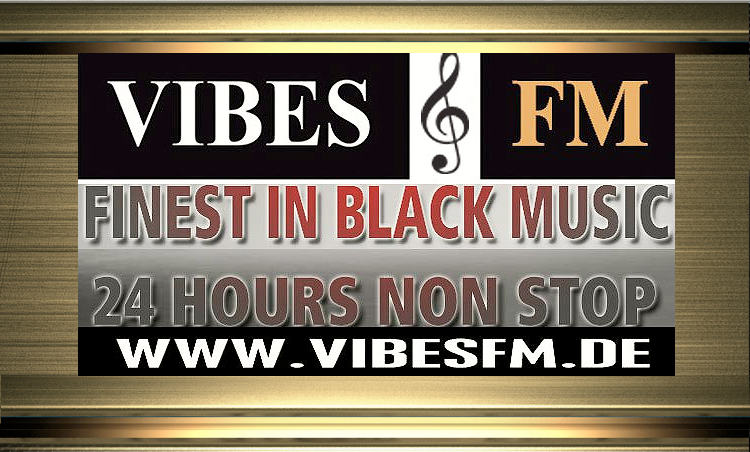 VIBES FM
FINEST IN BLACK MUSIC
24 HOURS NON STOP
WWW.VIBESFM.DE